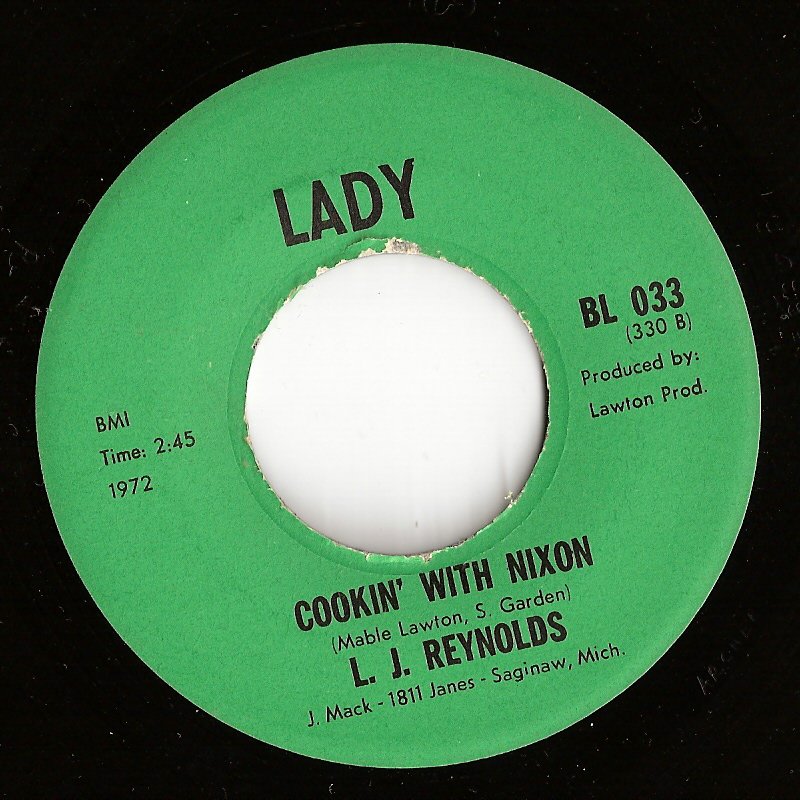 LADY
BL 033
(330 B)
Produced by:
Lawton Prod.
BMI
Time: 2:45
1972
COOKIN' WITH NIXON
(Mable Lawton, S. Garden)
L. J. REYNOLDS
J. Mack - 1811 Janes - Saginaw, Mich.